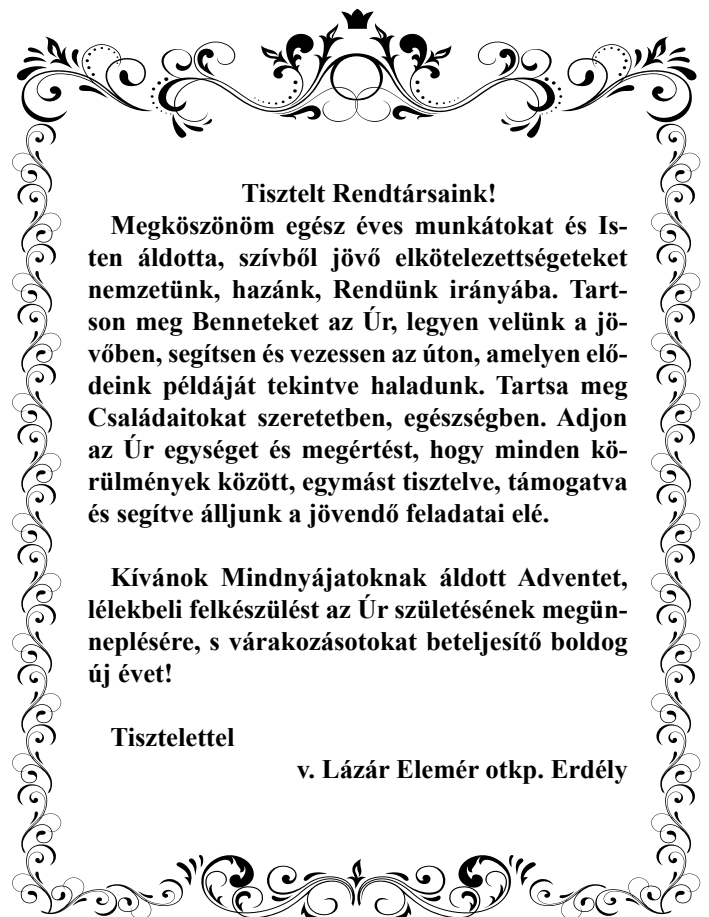 Tisztelt Rendtársaink!
Megköszönöm egész éves munkátokat és Is-
ten áldotta, szívből jövő elkötelezettségeteket
nemzetünk, hazánk, Rendünk irányába. Tart-
son meg Benneteket az Úr, legyen velünk a jö-
vőben, segítsen és vezessen az úton, amelyen elő-
deink példáját tekintve haladunk. Tartsa meg
Családaitokat szeretetben, egészségben. Adjon
az Úr egységet és megértést, hogy minden kö-
rülmények között, egymást tisztelve, támogatva
és segítve álljunk a jövendő feladatai elé.
Kívánok Mindnyájatoknak áldott Adventet,
lélekbeli felkészülést az Úr születésének megün-
neplésére, s várakozásotokat beteljesítő boldog
új évet!
Tisztelettel
v. Lázár Elemér otkp. Erdély